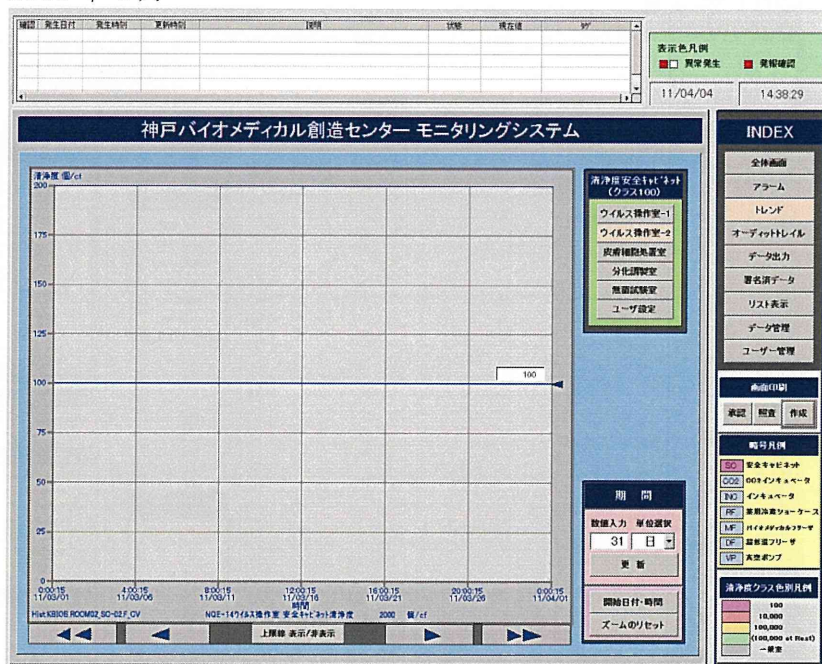 確認 発生日付 発生時刻 更新時刻 説明 状態 現在値 タグ
表示色凡例
異常発生 発報確認
11/04/04 14:38:29
神戸バイオメディカル創造センター モニタリングシステム
清浄度 個/cf
200
175
150
125
100
75
50
25
0
100
0:00:15 4:00:15 8:00:15 12:00:15 16:00:15 20:00:15 0:00:15
11/03/01 11/03/06 11/03/11 11/03/16 11/03/21 11/03/26 11/04/01
時間
Hist.KBIOB.ROOM02_SC-02.F_CV NQE-14ウイルス操作室 安全キャビネット清浄度 2000 個/cf
上限線 表示/非表示
清浄度安全キャビネット
(クラス100)
ウイルス操作室-1
ウイルス操作室-2
皮膚細胞処置室
分化調製室
無菌試験室
ユーザ設定
期 間
数値入力 単位選択
31 日
更 新
開始日付・時間
ズームのリセット
INDEX
全体画面
アラーム
トレンド
オーディットトレイル
データ出力
署名済データ
リスト表示
データ管理
ユーザー管理
画面印刷
承認 照査 作成
略号凡例
SC 安全キャビネット
CO2 CO2インキュベータ
INC インキュベータ
RF 薬用冷蔵ショーケース
MF バイオメディカルフリーザ
DF 超低温フリーザ
VP 真空ポンプ
清浄度クラス色別凡例
100
10,000
100,000
(100,000 at Rest)
一般室